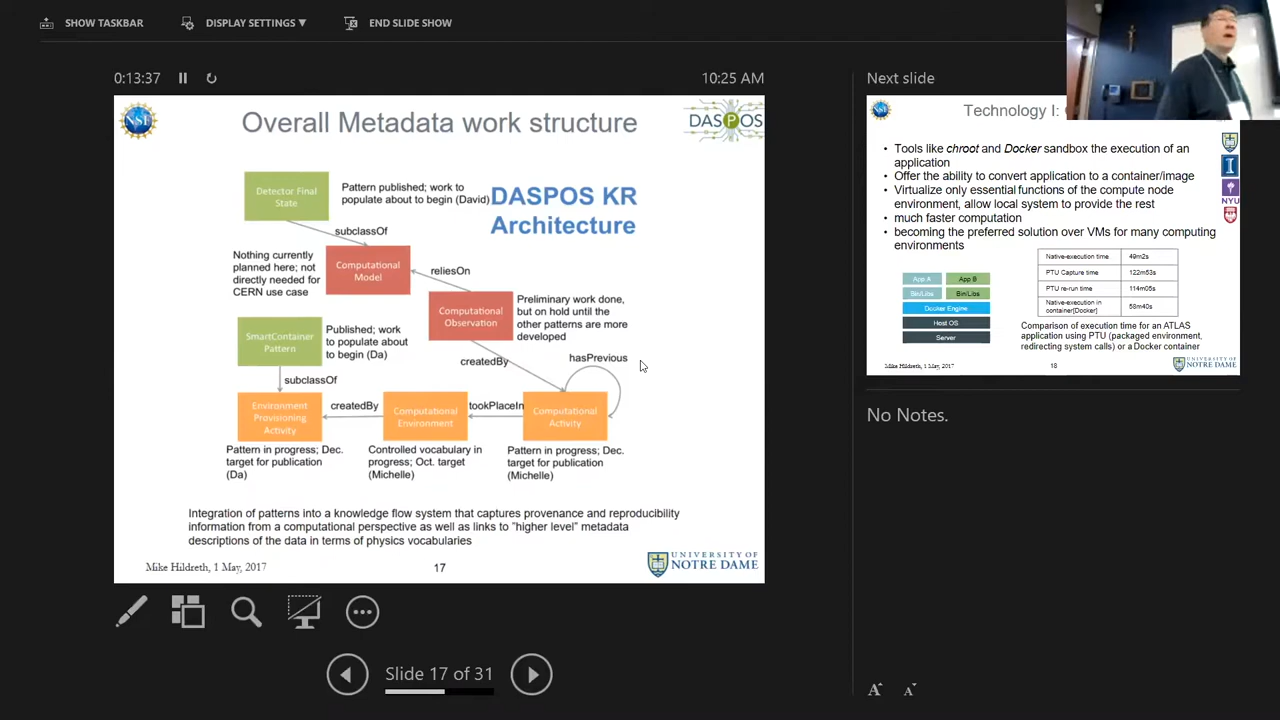 SHOW TASKBAR
DISPLAY SETTINGS ▼
END SLIDE SHOW
0:13:37
10:25 AM
Overall Metadata work structure
NSF
DASPOS
Detector Final
State
Pattern published; work to
populate about to begin (David)
DASPOS KR
Architecture
subclassOf
Nothing currently
planned here; not
directly needed for
CERN use case
Computational
Model
reliesOn
Computational
Observation
Preliminary work done,
but on hold until the
other patterns are more
developed
SmartContainer
Pattern
Published; work
to populate about
to begin (Da)
createdBy
hasPrevious
subclassOf
Environment
Provisioning
Activity
createdBy
Computational
Environment
tookPlaceIn
Computational
Activity
Pattern in progress; Dec.
target for publication
(Da)
Controlled vocabulary in
progress; Oct. target
(Michelle)
Pattern in progress; Dec.
target for publication
(Michelle)
Integration of patterns into a knowledge flow system that captures provenance and reproducibility
information from a computational perspective as well as links to "higher level" metadata
descriptions of the data in terms of physics vocabularies
Mike Hildreth, 1 May, 2017
17
UNIVERSITY OF
NOTRE DAME
Slide 17 of 31
Next slide
Technology I:
• Tools like chroot and Docker sandbox the execution of an
application
• Offer the ability to convert application to a container/image
• Virtualize only essential functions of the compute node
environment, allow local system to provide the rest
• much faster computation
• becoming the preferred solution over VMs for many computing
environments
NYU
Native-execution time 49m2s
PTU Capture time 122m53s
PTU re-run time 114m05s
Native-execution in
container[Docker] 58m40s
App A App B
Bin/Libs Bin/Libs
Docker Engine
Host OS
Server
Comparison of execution time for an ATLAS
application using PTU (packaged environment,
redirecting system calls) or a Docker container
Mike Hildreth, 1 May, 2017
18
UNIVERSITY OF
NOTRE DAME
No Notes.
A A